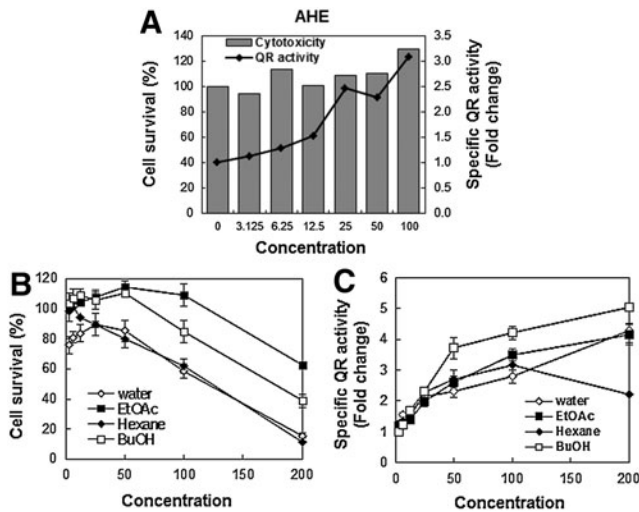 A
AHE
Cell survival (%)
140
120
100
80
60
40
20
0
Cytotoxicity
QR activity
3.5
3.0
2.5
2.0
1.5
1.0
0.5
0.0
Specific QR activity
(Fold change)
0 3.125 6.25 12.5 25 50 100
Concentration
B
Cell survival (%)
120
100
80
60
40
20
0
water
EtOAc
Hexane
BuOH
0 50 100 150 200
Concentration
C
Specific QR activity
(Fold change)
6
5
4
3
2
1
0
water
EtOAc
Hexane
BuOH
0 50 100 150 200
Concentration